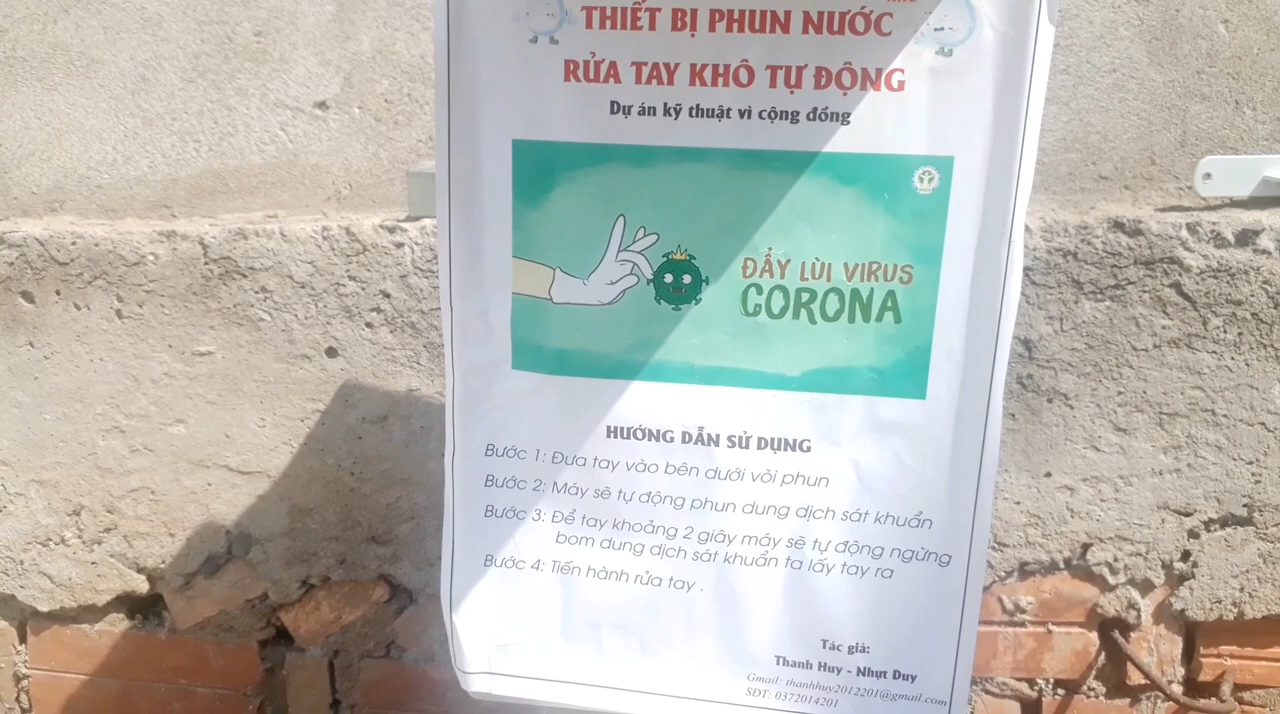 THIẾT BỊ PHUN NƯỚC
RỬA TAY KHÔ TỰ ĐỘNG
Dự án kỹ thuật vì cộng đồng
ĐẨY LÙI VIRUS
CORONA
HƯỚNG DẪN SỬ DỤNG
Bước 1: Đưa tay vào bên dưới vòi phun
Bước 2: Máy sẽ tự động phun dung dịch sát khuẩn
Bước 3: Để tay khoảng 2 giây máy sẽ tự động ngừng
bom dung dịch sát khuẩn ta lấy tay ra
Bước 4: Tiến hành rửa tay .
Tác giả:
Thanh Huy - Nhựt Duy
Gmail: thanhhuy2012201@gmail.com
SDT: 0372014201